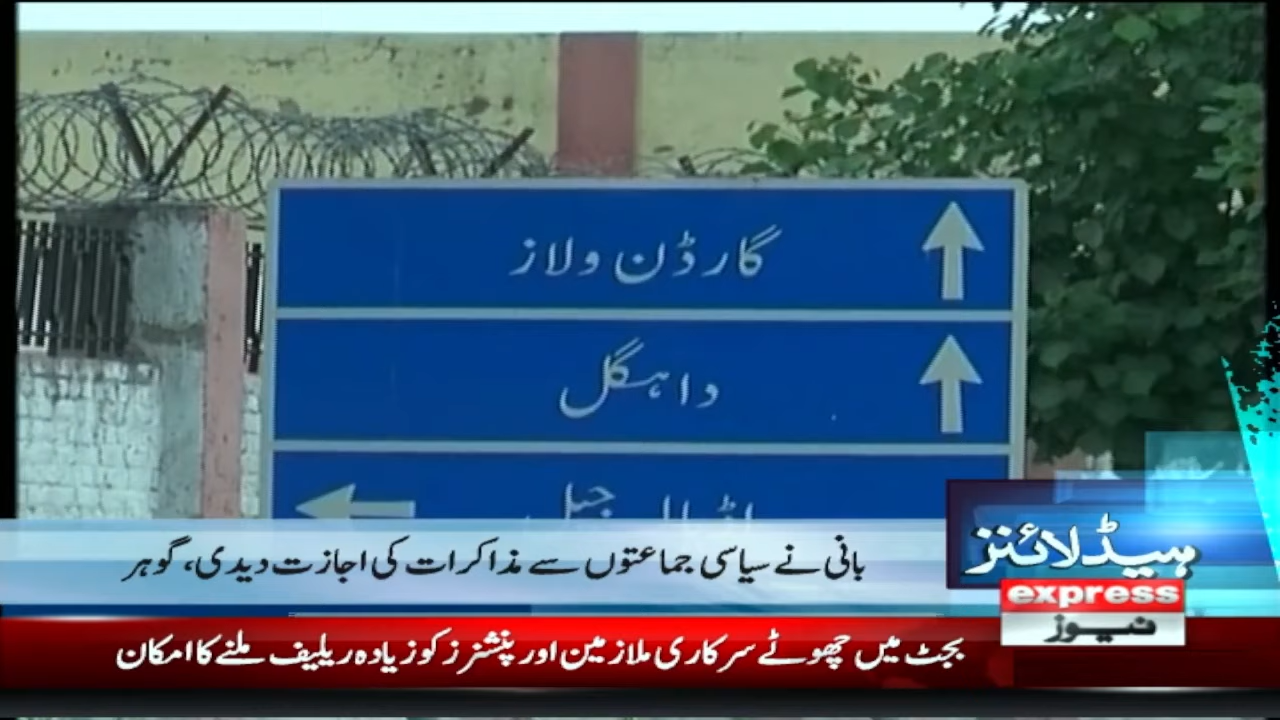 گارڈن ولاز
داہگل
جیل
ہیڈلائنز
بانی نے سیاسی جماعتوں سے مذاکرات کی اجازت دیدی، گوہر
express
نیوز
بجٹ میں چھوٹے سرکاری ملازمین اور پنشنرز کو زیادہ ریلیف ملنے کا امکان